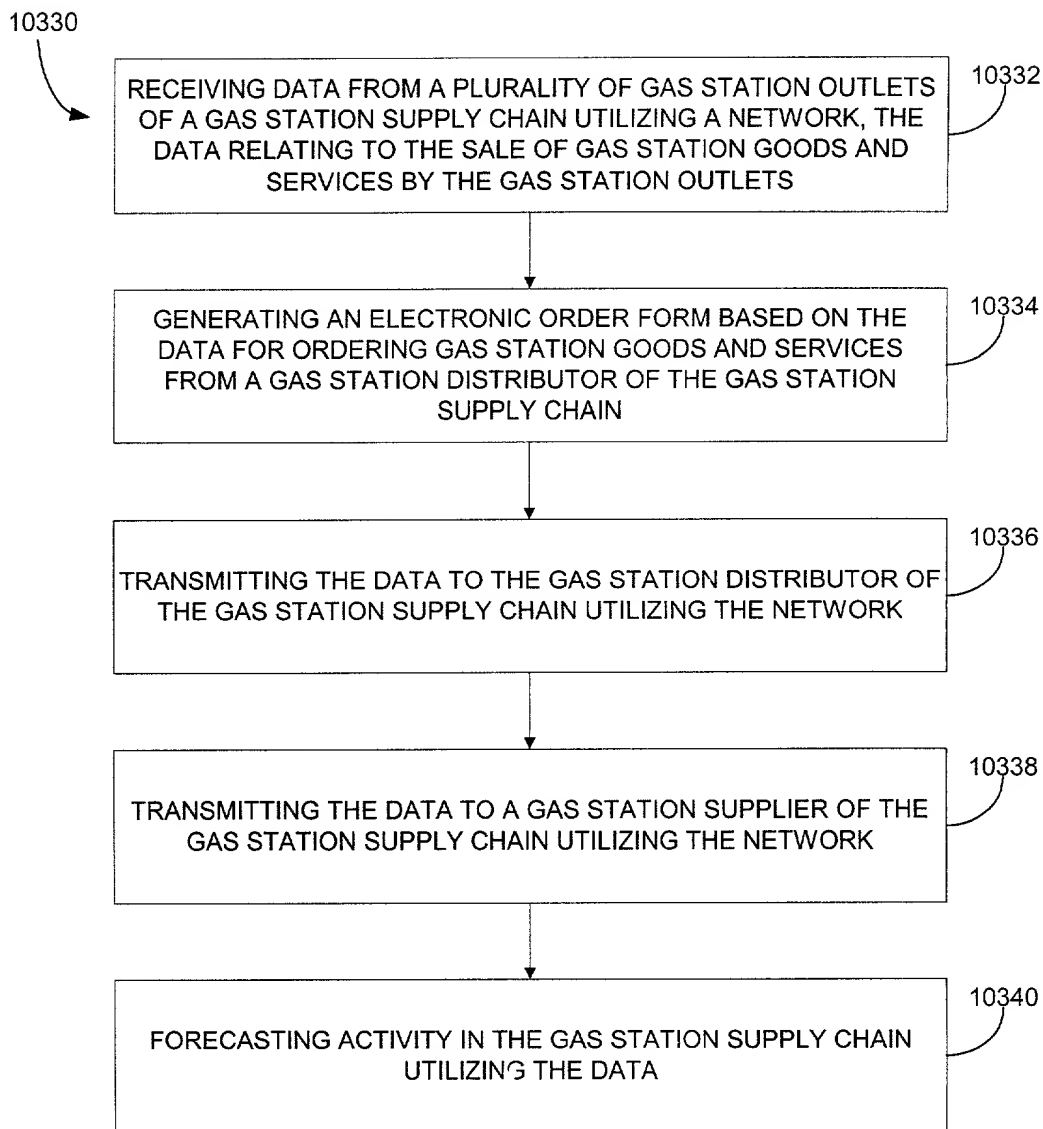 10330
RECEIVING DATA FROM A PLURALITY OF GAS STATION OUTLETS
OF A GAS STATION SUPPLY CHAIN UTILIZING A NETWORK, THE
DATA RELATING TO THE SALE OF GAS STATION GOODS AND
SERVICES BY THE GAS STATION OUTLETS
10332
GENERATING AN ELECTRONIC ORDER FORM BASED ON THE
DATA FOR ORDERING GAS STATION GOODS AND SERVICES
FROM A GAS STATION DISTRIBUTOR OF THE GAS STATION
SUPPLY CHAIN
10334
TRANSMITTING THE DATA TO THE GAS STATION DISTRIBUTOR OF
THE GAS STATION SUPPLY CHAIN UTILIZING THE NETWORK
10336
TRANSMITTING THE DATA TO A GAS STATION SUPPLIER OF THE
GAS STATION SUPPLY CHAIN UTILIZING THE NETWORK
10338
FORECASTING ACTIVITY IN THE GAS STATION SUPPLY CHAIN
UTILIZING THE DATA
10340